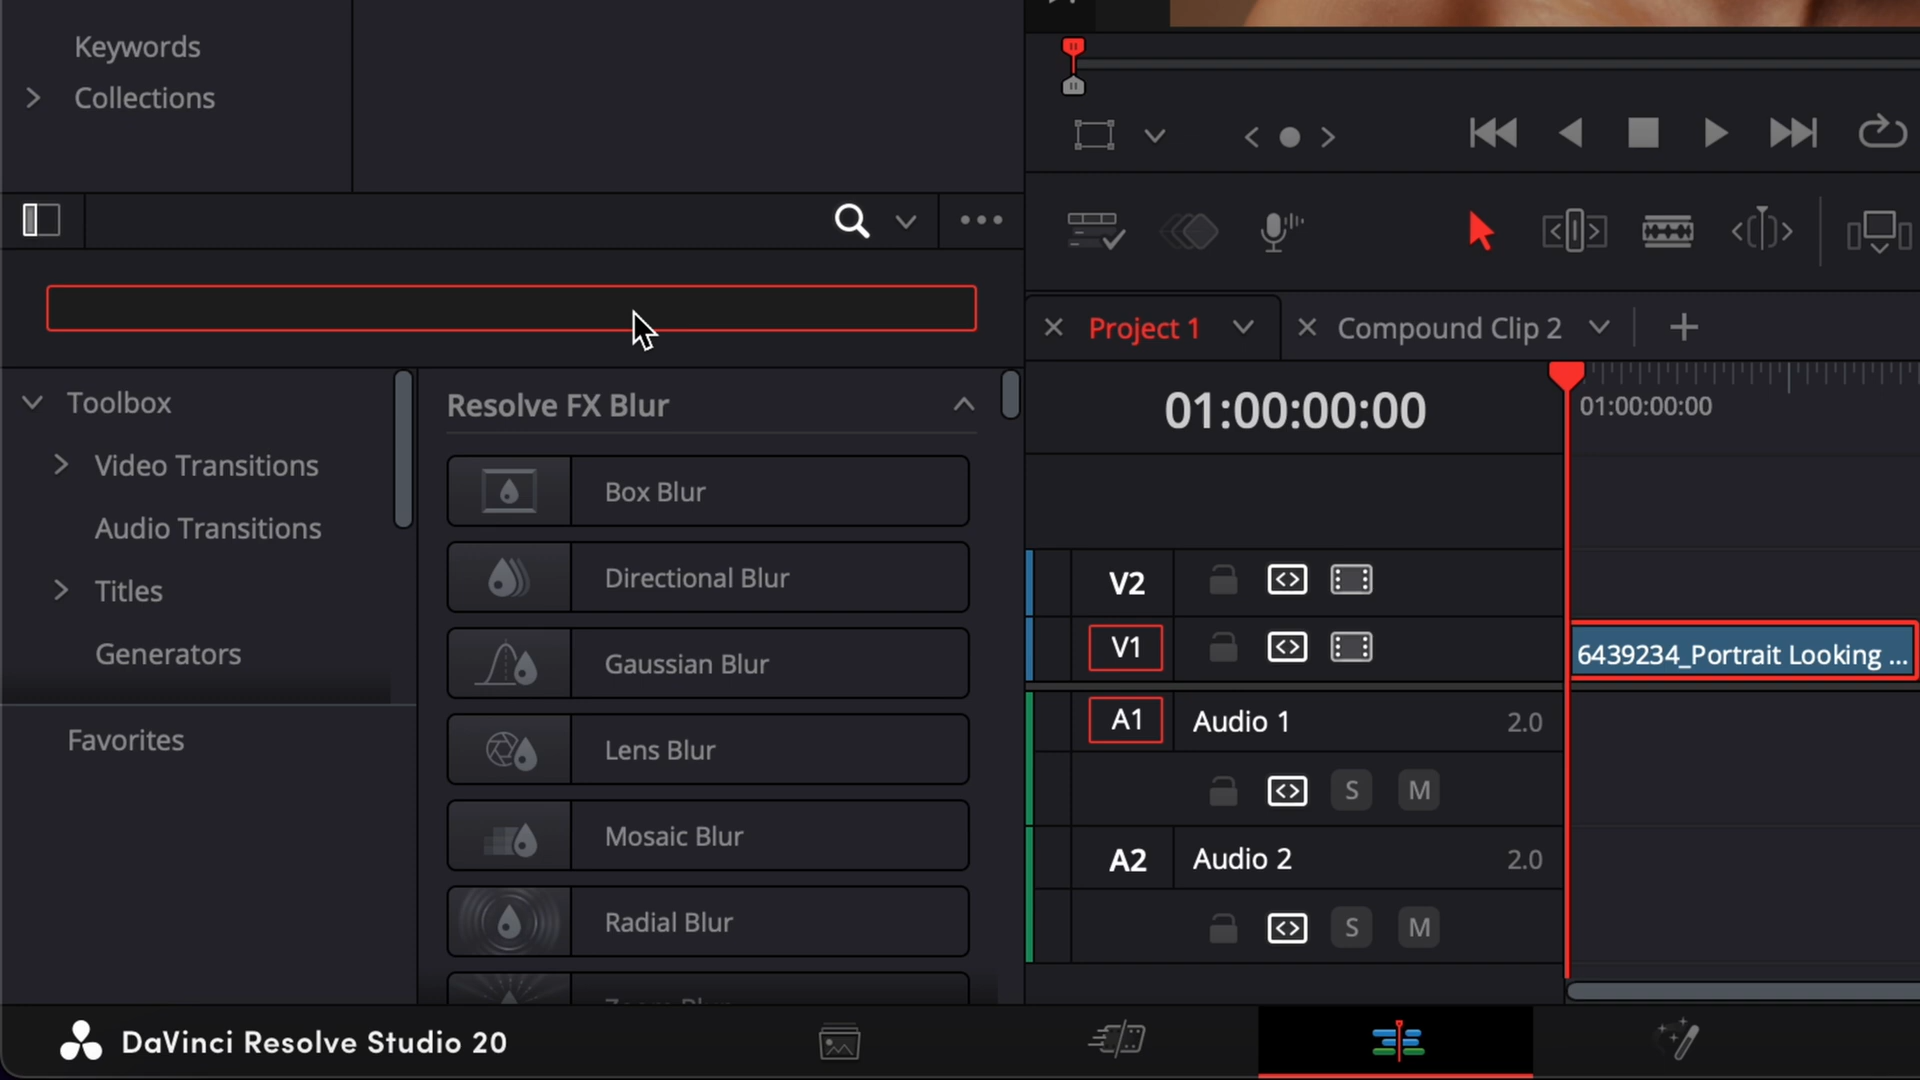 Keywords
Collections
Toolbox
Video Transitions
Audio Transitions
Titles
Generators
Favorites
Resolve FX Blur
Box Blur
Directional Blur
Gaussian Blur
Lens Blur
Mosaic Blur
Radial Blur
Project 1
Compound Clip 2
01:00:00:00
01:00:00:00
V2
V1
6439234_Portrait Looking ...
A1 Audio 1 2.0
S M
A2 Audio 2 2.0
S M
DaVinci Resolve Studio 20